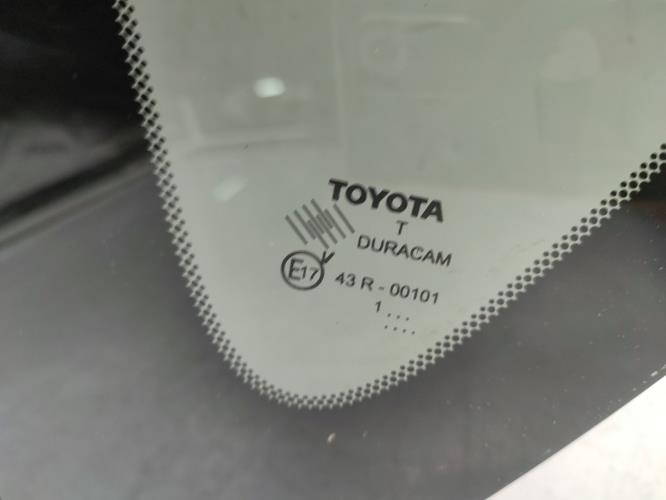 TOYOTA
T
DURACAM
E17 43 R - 00101
1 ...
....